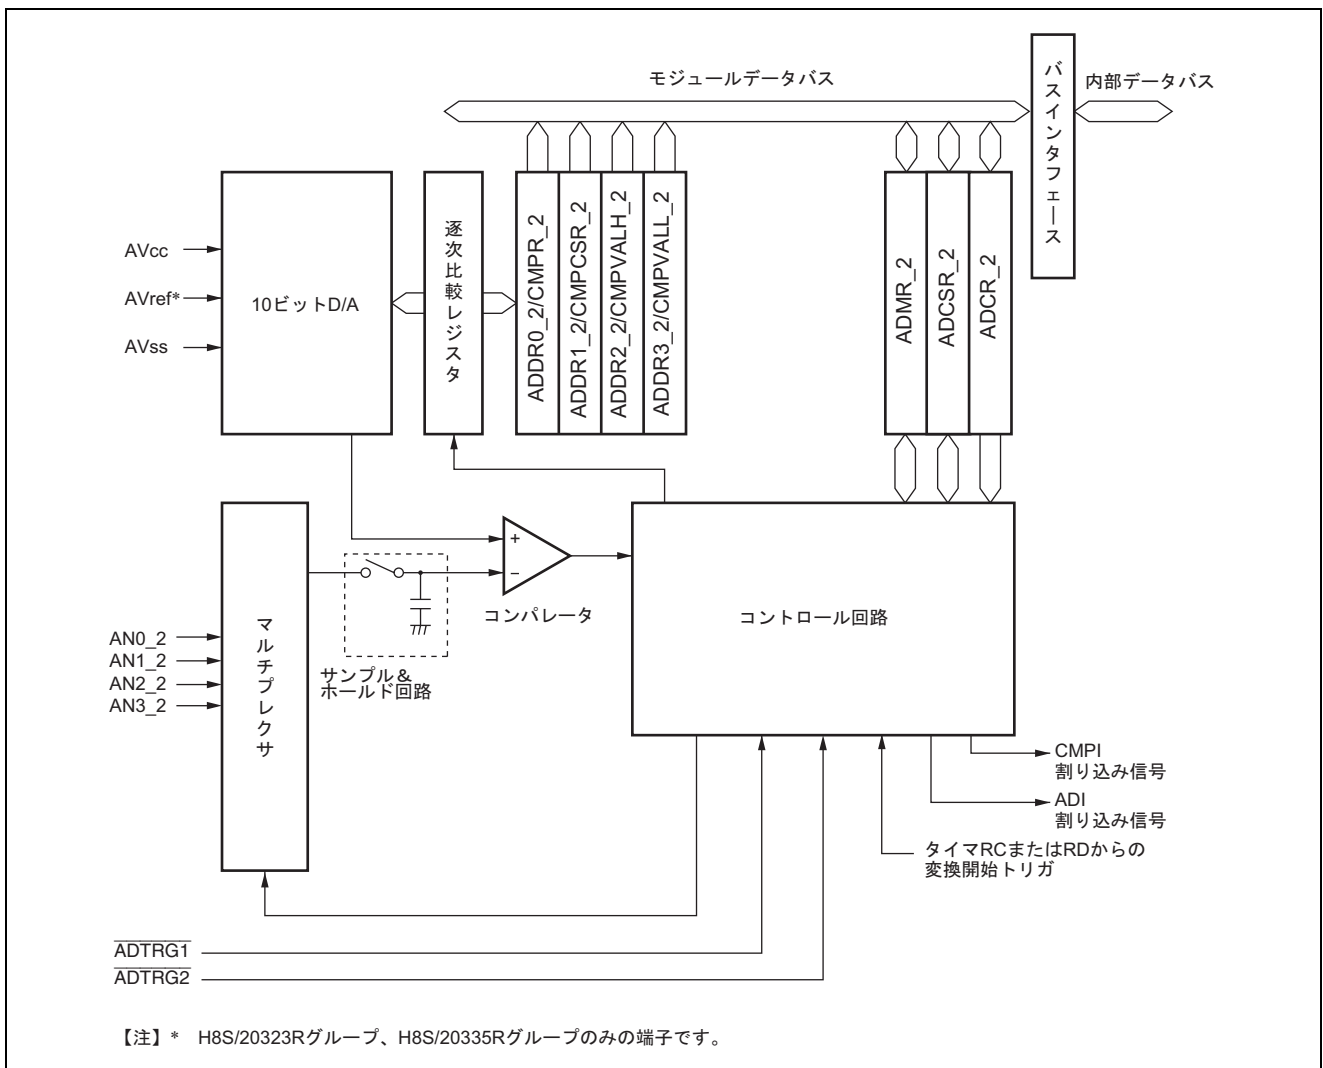 モジュールデータバス
バスインタフェース
内部データバス
AVcc
AVref*
AVss
10ビットD/A
逐次比較レジスタ
ADDR0_2/CMPR_2
ADDR1_2/CMPCSR_2
ADDR2_2/CMPVALH_2
ADDR3_2/CMPVALL_2
ADMR_2
ADCSR_2
ADCR_2
+
−
コンパレータ
コントロール回路
AN0_2
AN1_2
AN2_2
AN3_2
マルチプレクサ
サンプル＆
ホールド回路
CMPI
割り込み信号
ADI
割り込み信号
タイマRCまたはRDからの
変換開始トリガ
ADTRG1
ADTRG2
【注】* H8S/20323Rグループ、H8S/20335Rグループのみの端子です。